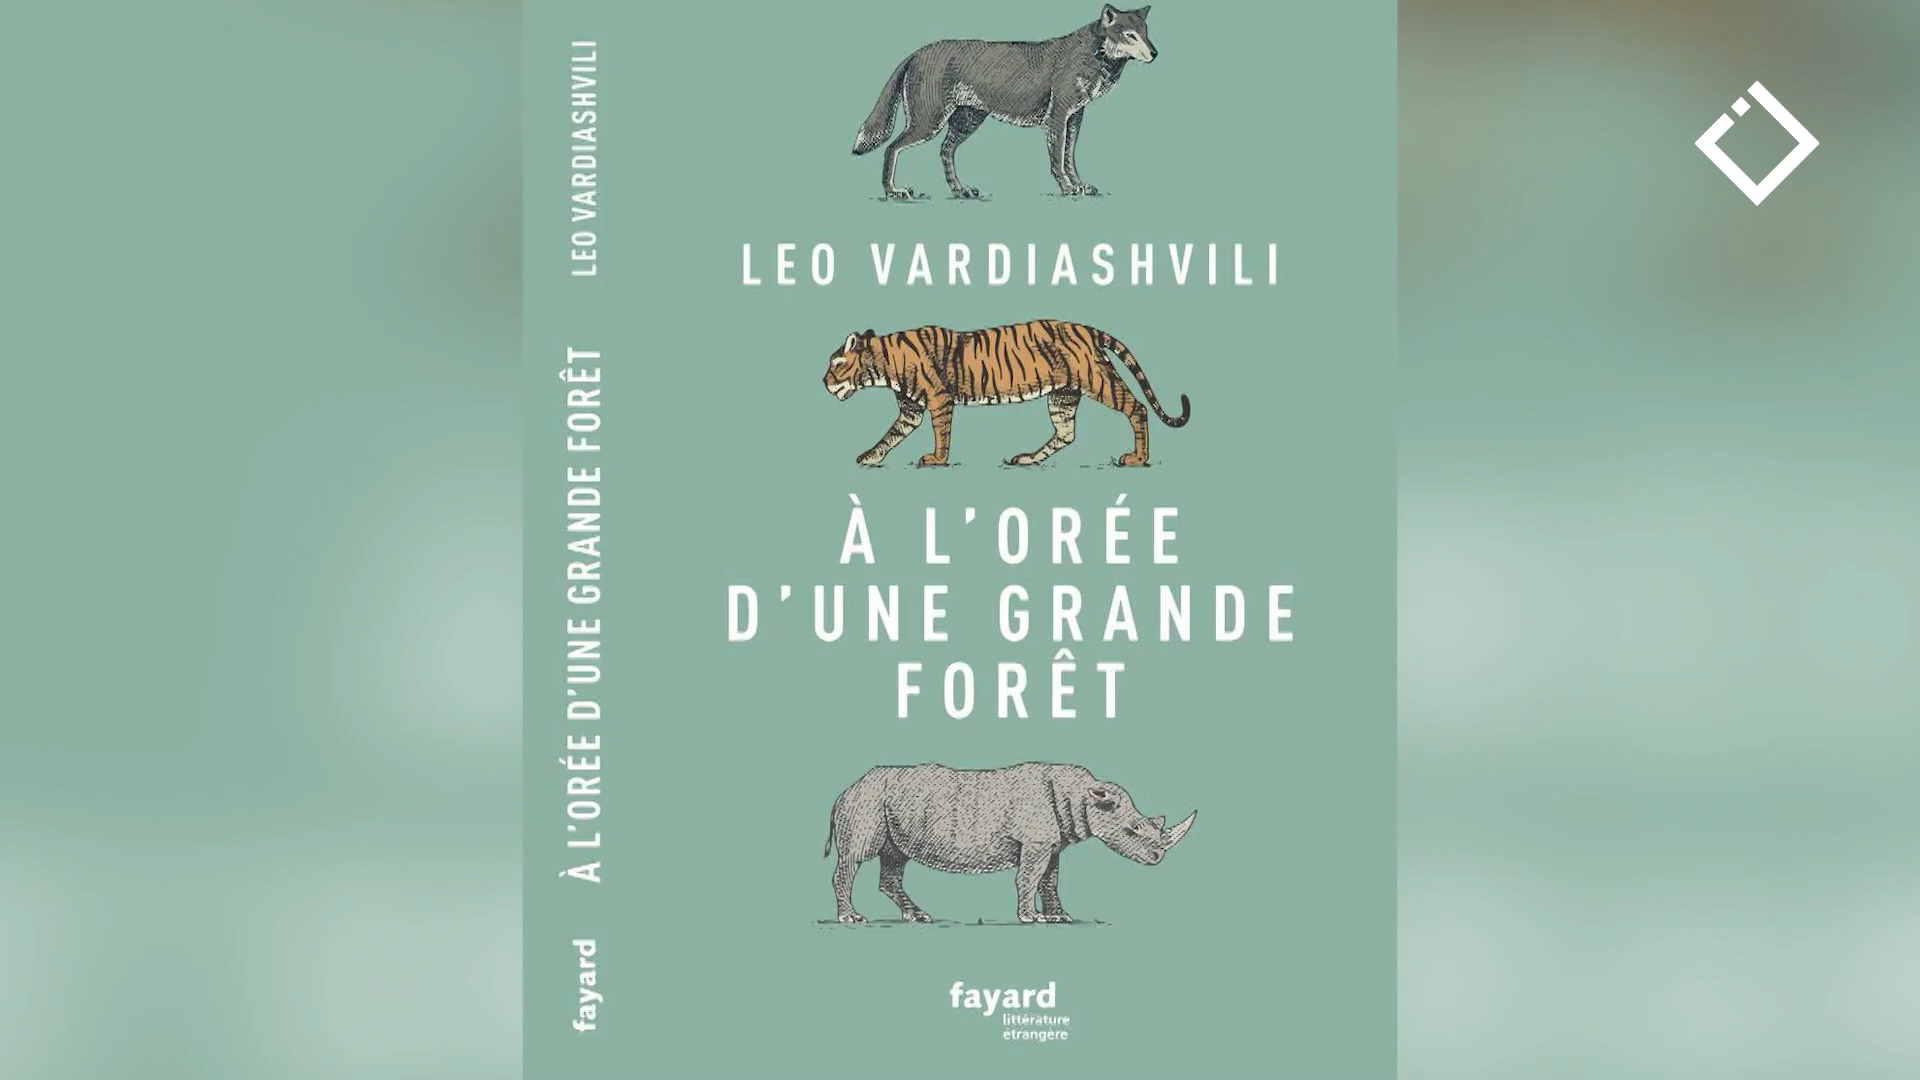 LEO VARDIASHVILI
À L'ORÉE D'UNE GRANDE FORÊT
fayard
LEO VARDIASHVILI
À L'ORÉE
D'UNE GRANDE
FORÊT
fayard
littérature
étrangère